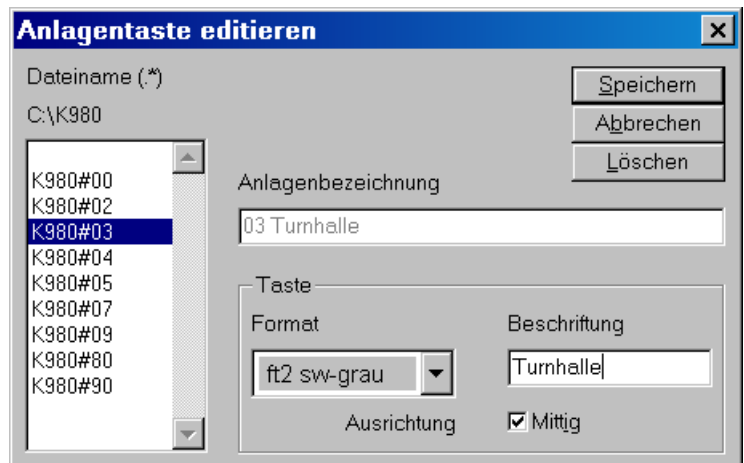 Anlagentaste editieren
Dateiname (.*)
C:\K980
Speichern
Abbrechen
Löschen
K980#00
K980#02
K980#03
K980#04
K980#05
K980#07
K980#09
K980#80
K980#90
Anlagenbezeichnung
03 Turnhalle
Taste
Format
Beschriftung
ft2 sw-grau
Turnhalle
Ausrichtung
Mittig